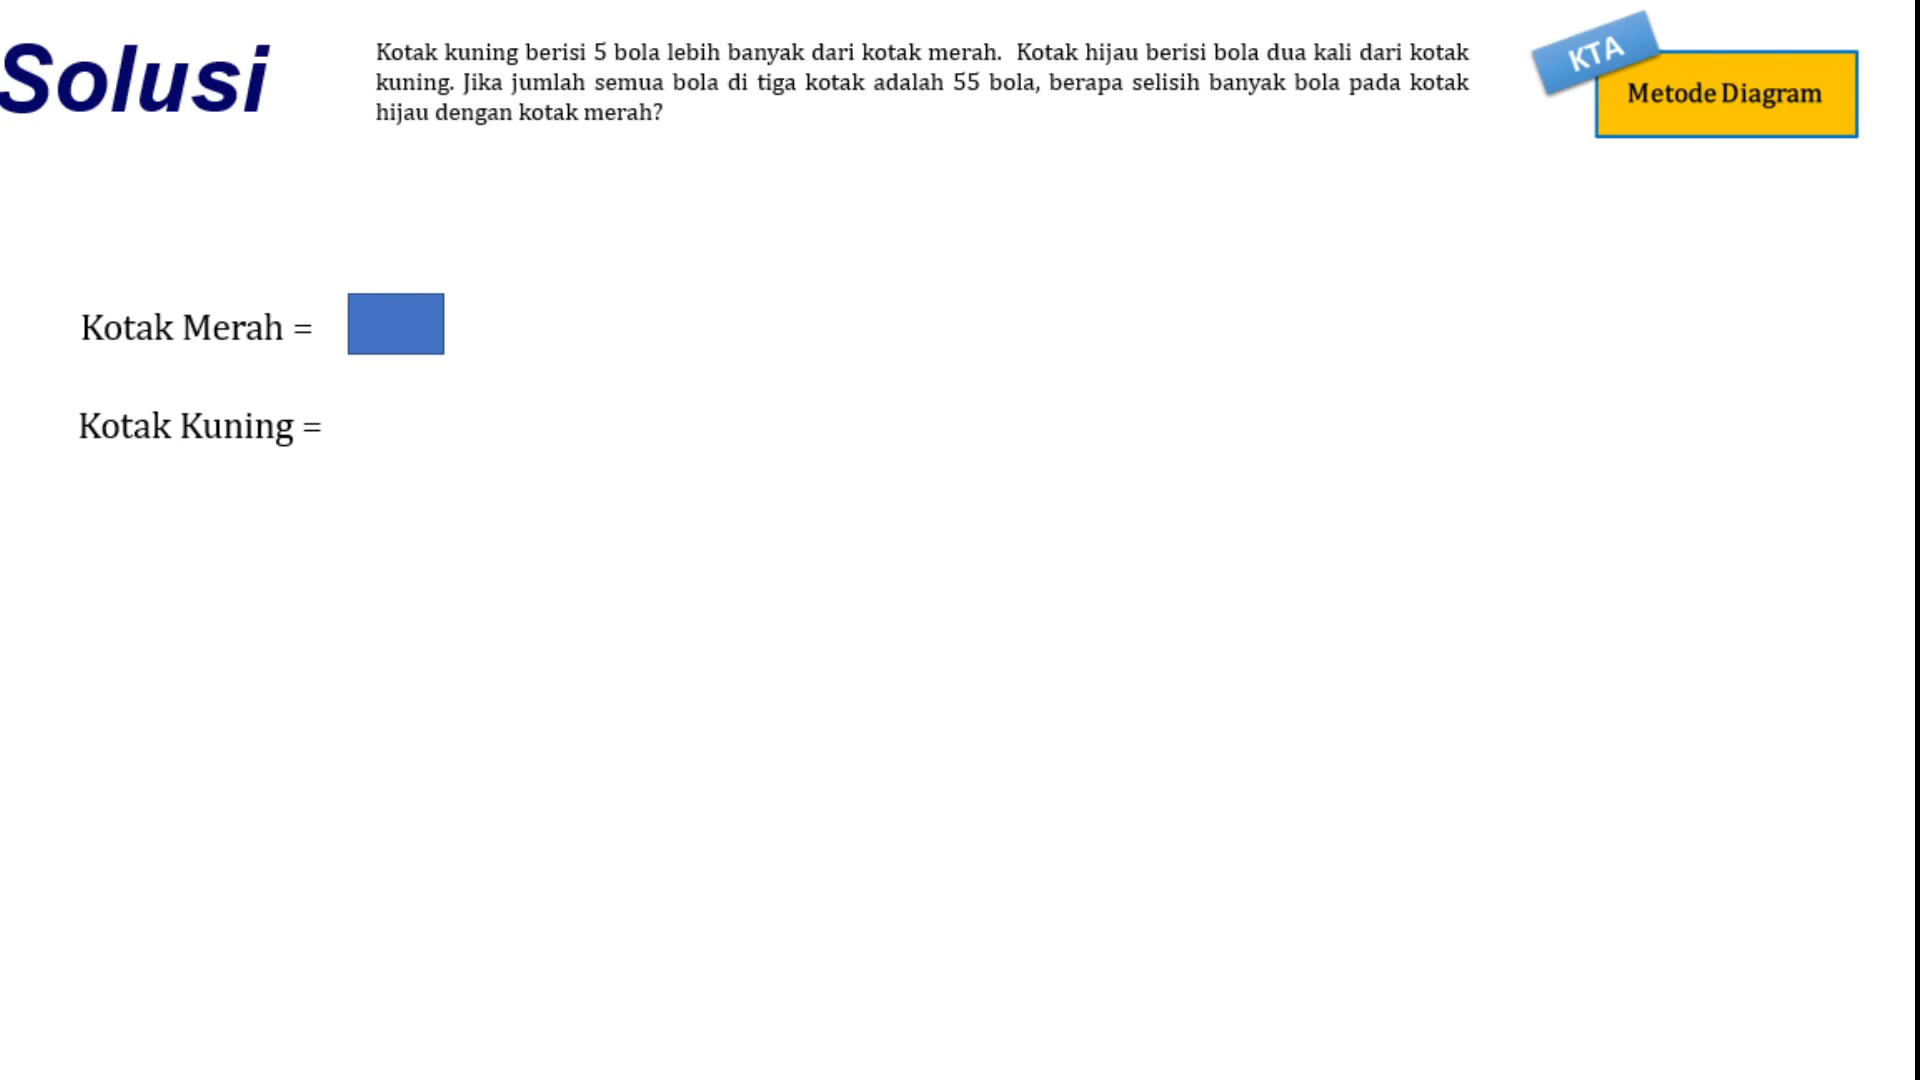 Solusi
Kotak kuning berisi 5 bola lebih banyak dari kotak merah. Kotak hijau berisi bola dua kali dari kotak
kuning. Jika jumlah semua bola di tiga kotak adalah 55 bola, berapa selisih banyak bola pada kotak
hijau dengan kotak merah?
KTA
Metode Diagram
Kotak Merah =
Kotak Kuning =